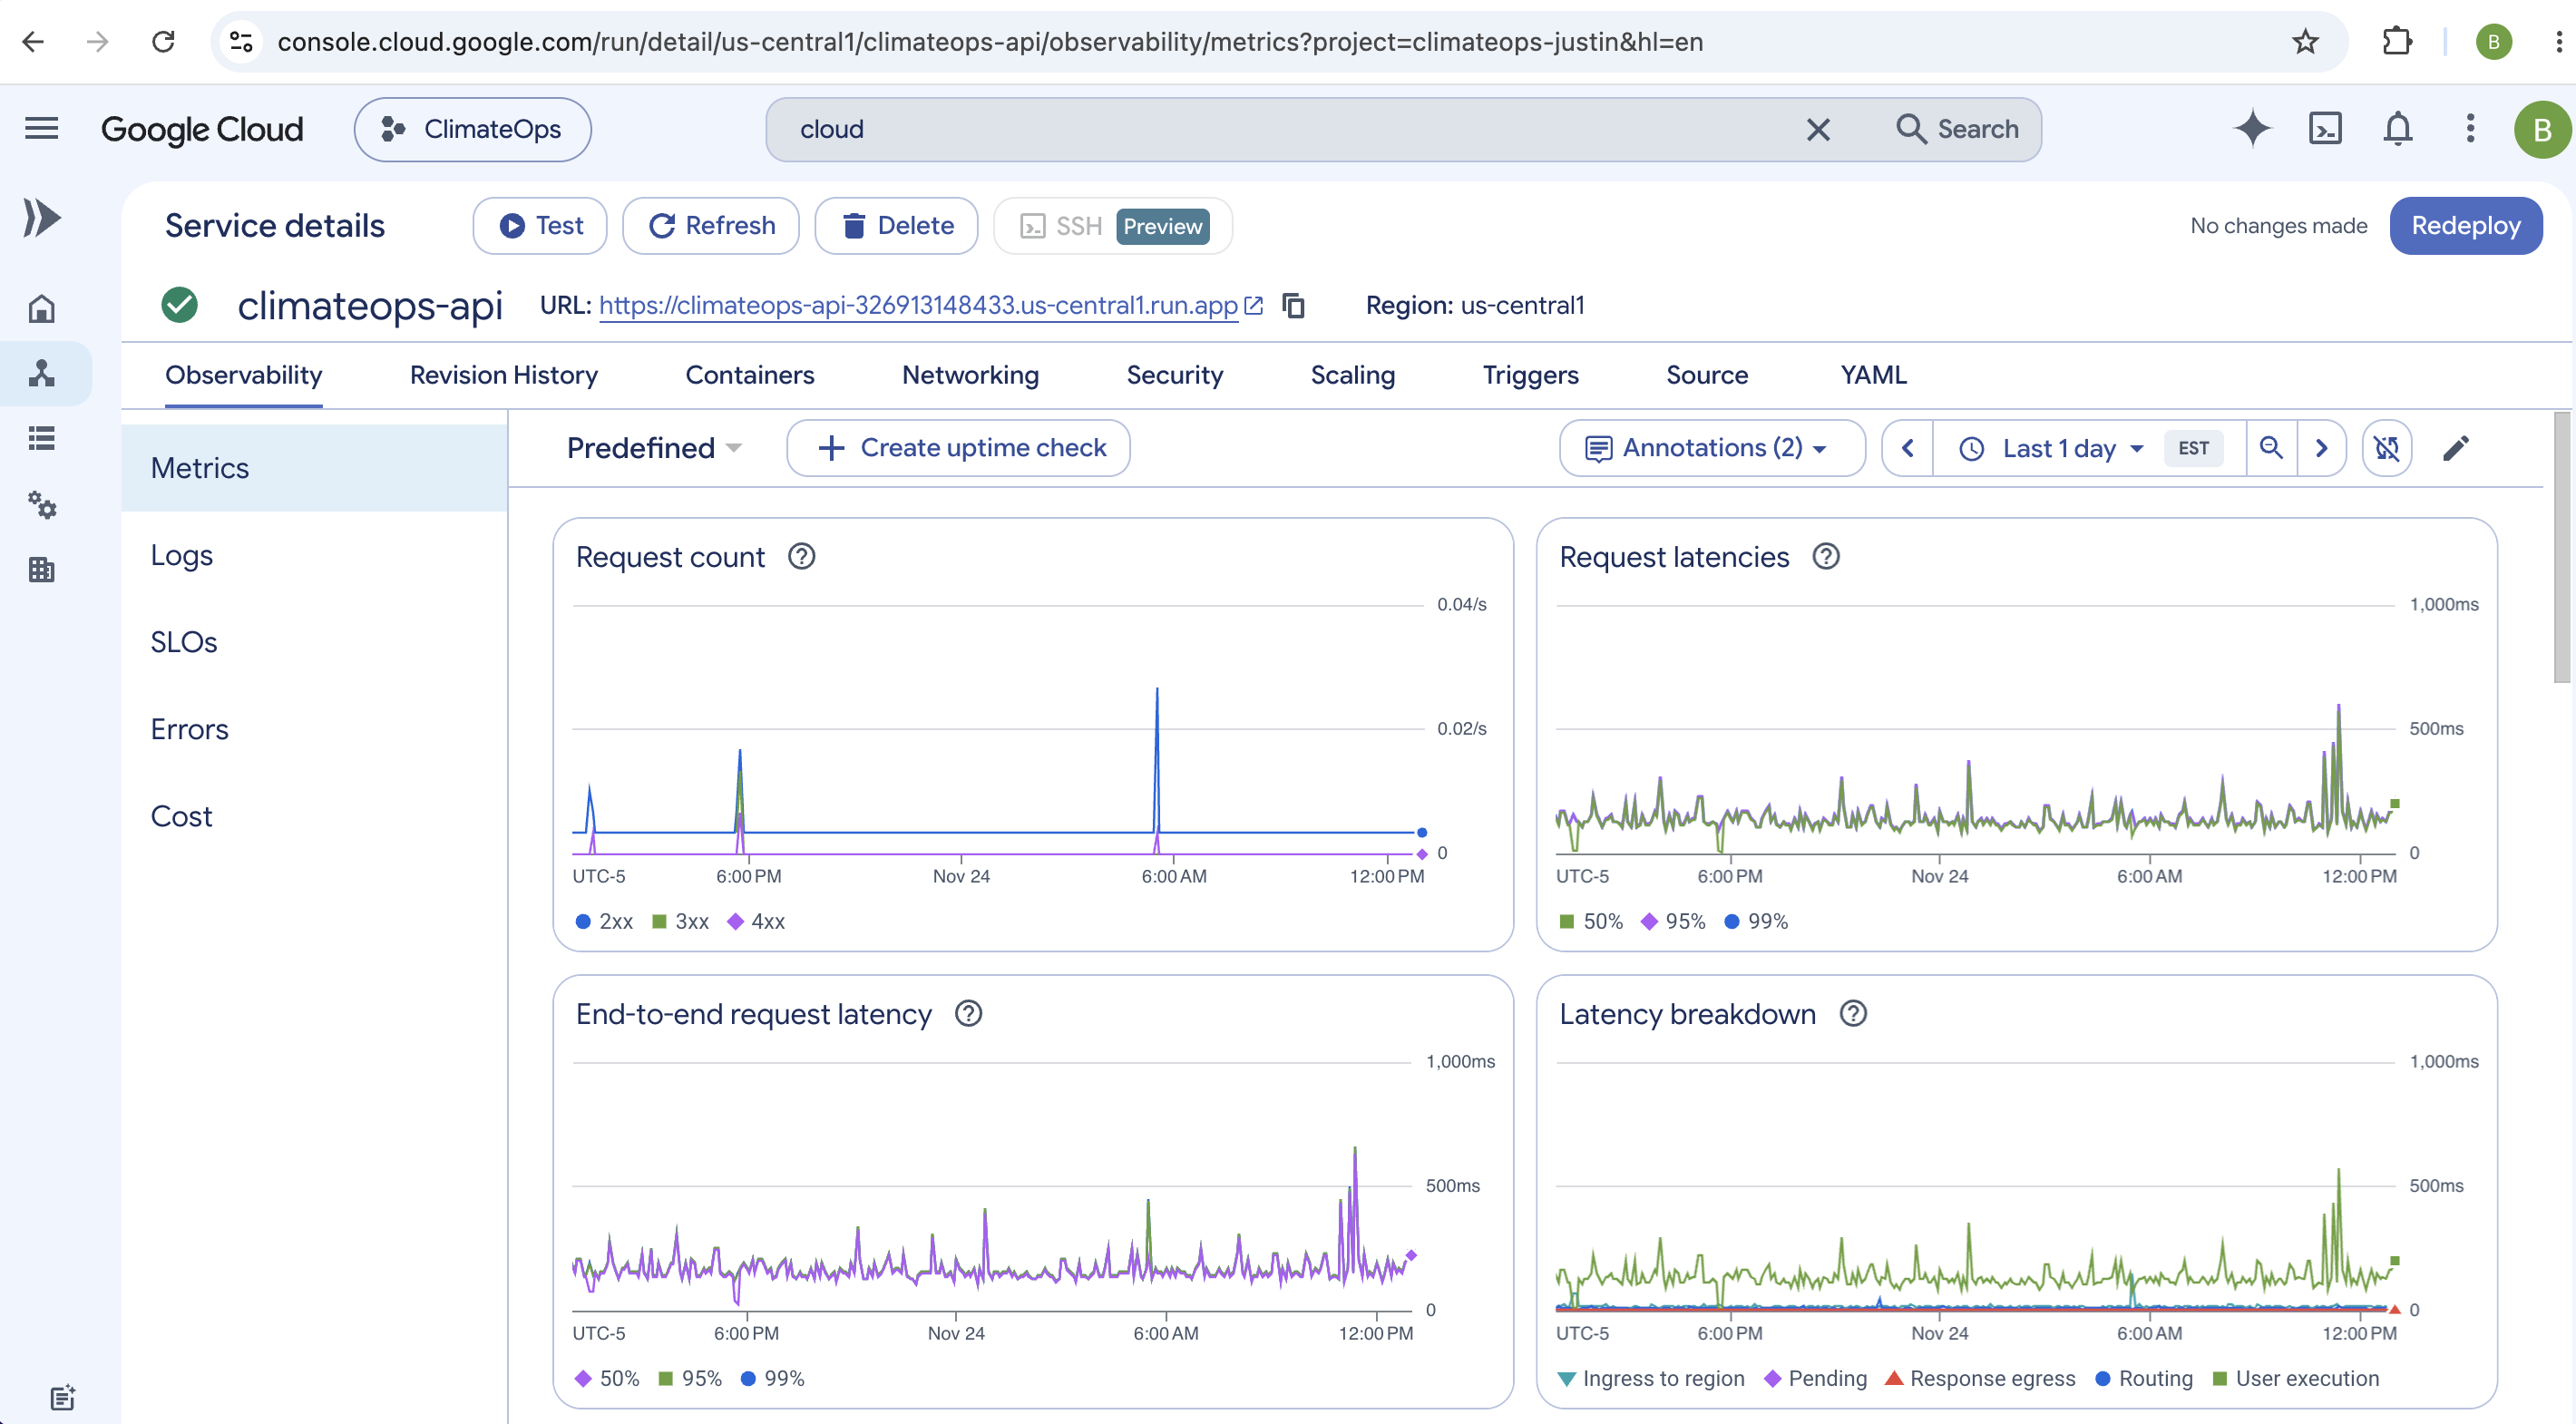 console.cloud.google.com/run/detail/us-central1/climateops-api/observability/metrics?project=climateops-justin&hl=en
B
Google Cloud
ClimateOps
cloud
Search
B
Service details
Test
Refresh
Delete
SSH Preview
No changes made
Redeploy
climateops-api
URL: https://climateops-api-326913148433.us-central1.run.app
Region: us-central1
Observability
Revision History
Containers
Networking
Security
Scaling
Triggers
Source
YAML
Metrics
Logs
SLOs
Errors
Cost
Predefined
Create uptime check
Annotations (2)
Last 1 day EST
Request count
0.04/s
0.02/s
0
UTC-5 6:00 PM Nov 24 6:00 AM 12:00 PM
2xx 3xx 4xx
Request latencies
1,000ms
500ms
0
UTC-5 6:00 PM Nov 24 6:00 AM 12:00 PM
50% 95% 99%
End-to-end request latency
1,000ms
500ms
0
UTC-5 6:00 PM Nov 24 6:00 AM 12:00 PM
50% 95% 99%
Latency breakdown
1,000ms
500ms
0
UTC-5 6:00 PM Nov 24 6:00 AM 12:00 PM
Ingress to region Pending Response egress Routing User execution